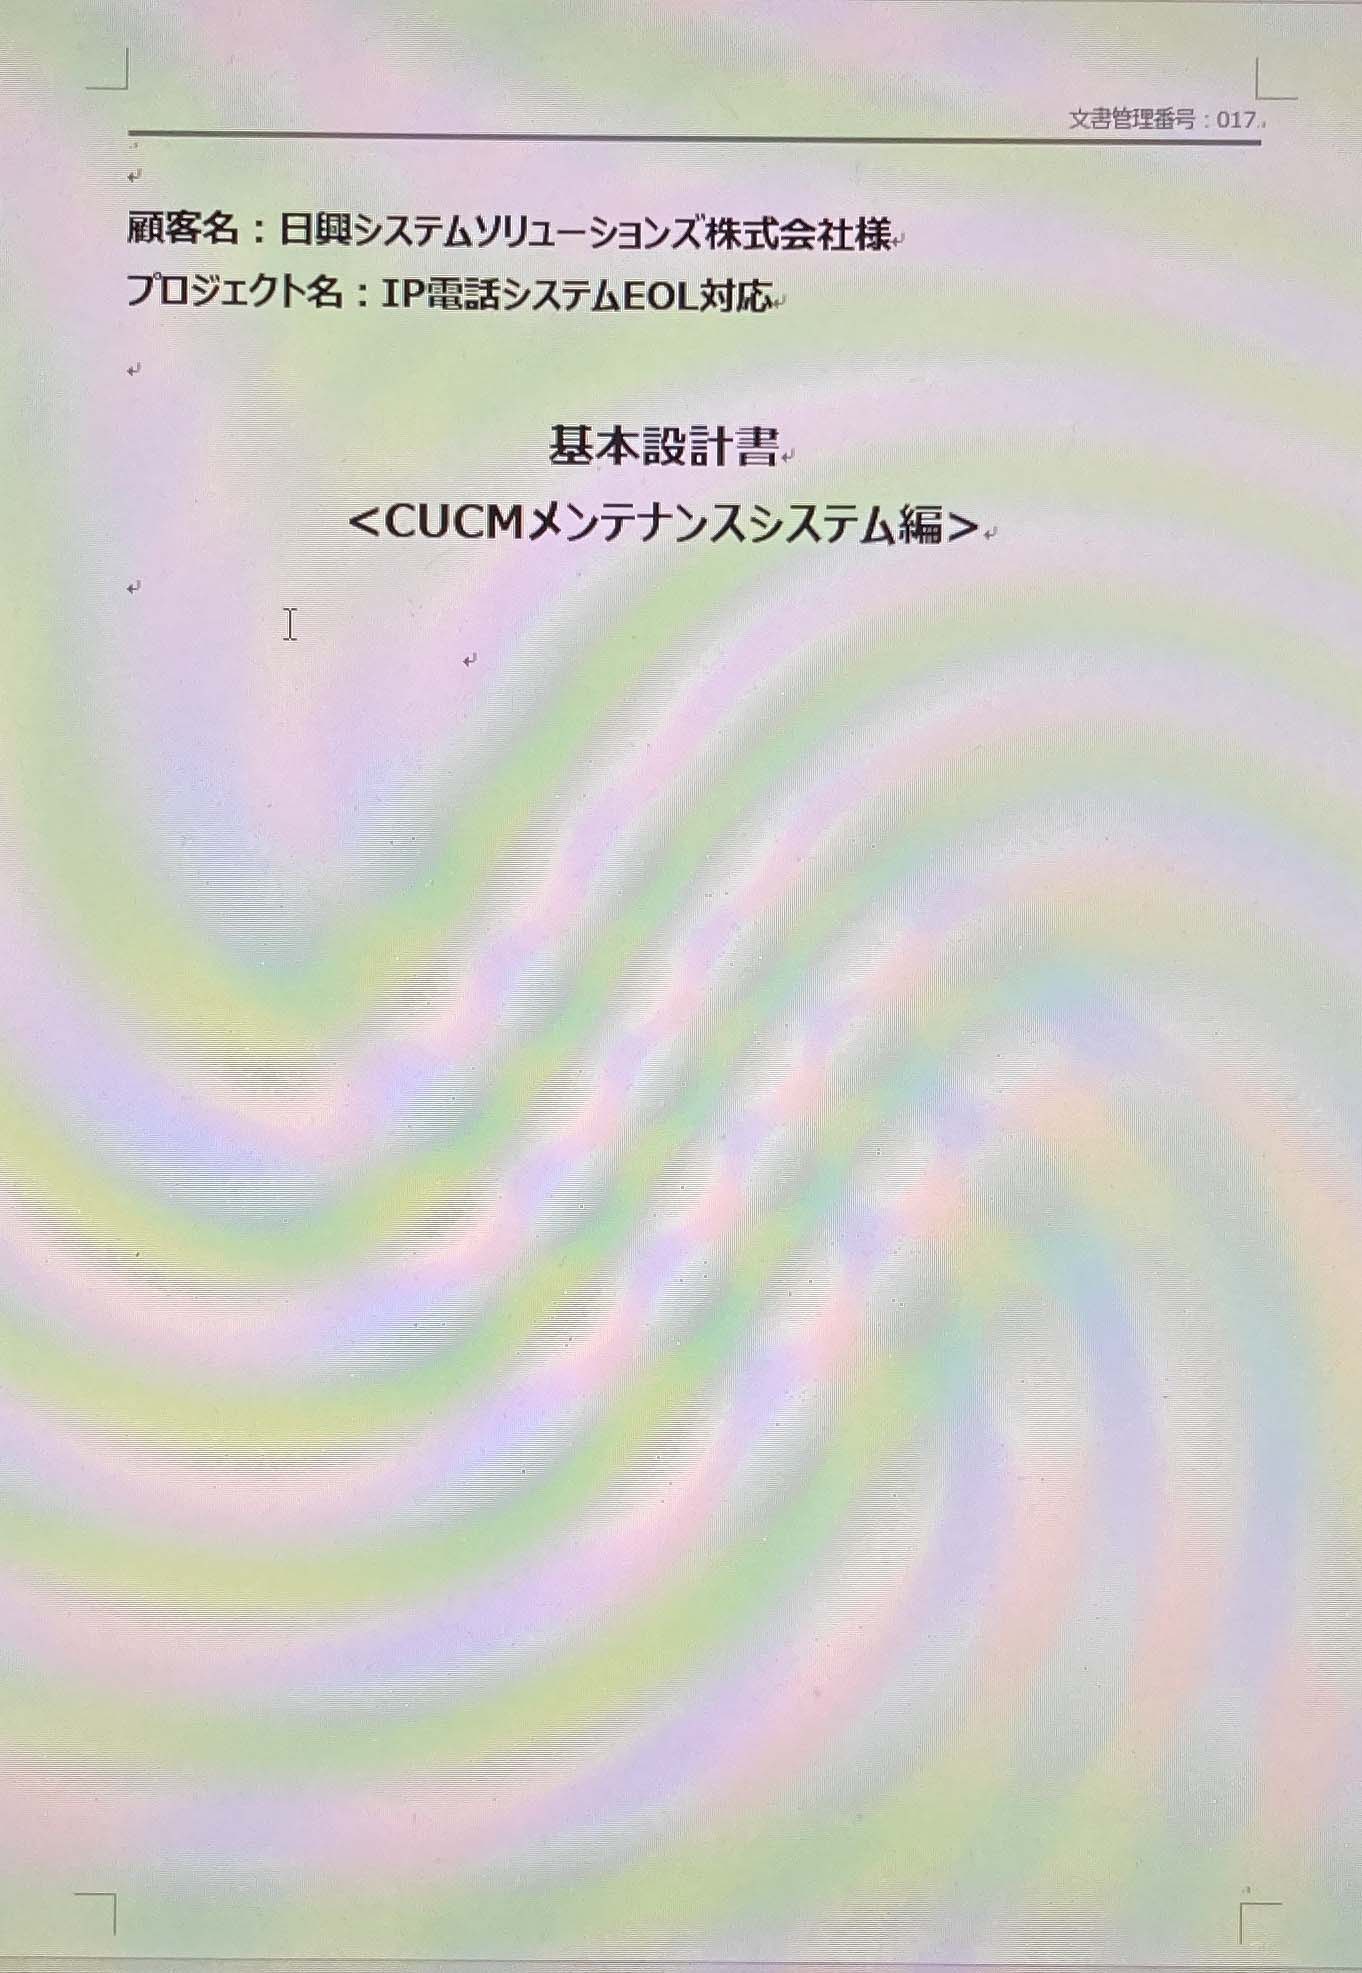 文書管理番号：017
顧客名：日興システムソリューションズ株式会社様
プロジェクト名：IP電話システムEOL対応
基本設計書
<CUCMメンテナンスシステム編>